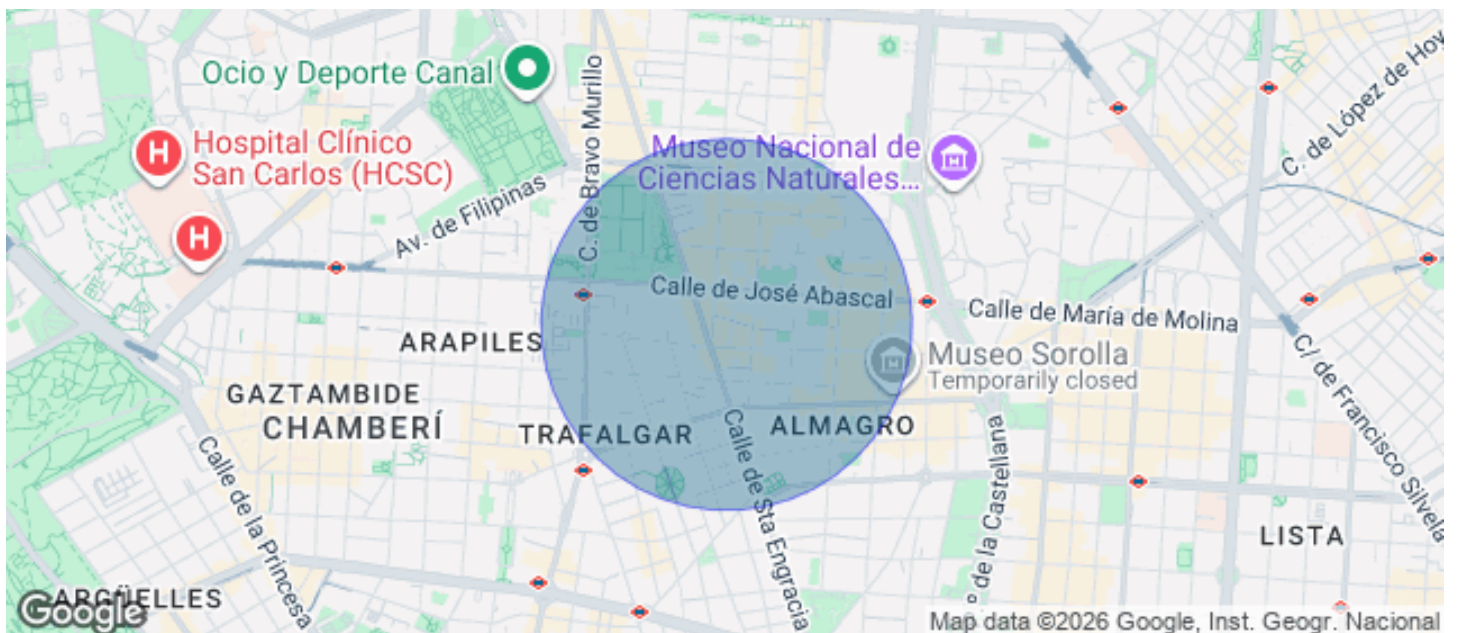 Ocio y Deporte Canal
C. de Bravo Murillo
C. de López de Hoy
Hospital Clínico
San Carlos (HCSC)
Museo Nacional de
Ciencias Naturales...
Av. de Filipinas
Calle de José Abascal
Calle de María de Molina
ARAPILES
Museo Sorolla
Temporarily closed
GAZTAMBIDE
CHAMBERÍ
TRAFALGAR
ALMAGRO
C/ de Francisco Silvela
Calle de la Princesa
Calle de Sta Engracia
º de la Castellana
LISTA
ARGÜELLES
Google
Map data ©2026 Google, Inst. Geogr. Nacional